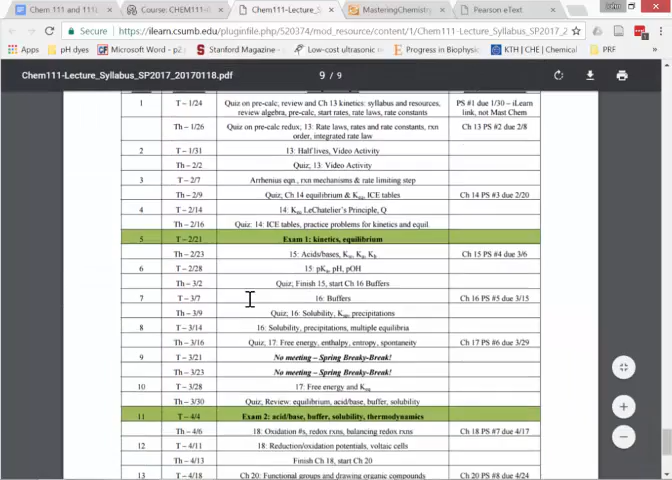 Chem 111 and 111L
Course: CHEM111-
Chem111-Lecture_Syll
MasteringChemistry
Pearson eText
John
Secure
https://ilearn.csumb.edu/pluginfile.php/520374/mod_resource/content/1/Chem111-Lecture_Syllabus_SP2017_2
Apps
pH dyes
Microsoft Word - p2
Stanford Magazine -
Low-cost ultrasonic
Progress in Biophysic
KTH | CHE | Chemical
PRF
Chem111-Lecture_Syllabus_SP2017_20170118.pdf
9 / 9
1 T – 1/24 Quiz on pre-calc, review and Ch 13 kinetics: syllabus and resources, PS #1 due 1/30 – iLearn
review algebra, pre-calc, start rates, rate laws, rate constants link, not Mast Chem
Th – 1/26 Quiz on pre-calc redux; 13: Rate laws, rates and rate constants, rxn Ch 13 PS #2 due 2/8
order, integrated rate law
2 T – 1/31 13: Half lives, Video Activity
Th – 2/2 Quiz; 13: Video Activity
3 T – 2/7 Arrhenius eqn., rxn mechanisms & rate limiting step
Th – 2/9 Quiz, Ch 14 equilibrium & Keq, ICE tables Ch 14 PS #3 due 2/20
4 T – 2/14 14: Keq LeChatelier's Principle, Q
Th – 2/16 Quiz: 14: ICE tables, practice problems for kinetics and equil
5 T – 2/21 Exam 1: kinetics, equilibrium
Th – 2/23 15: Acids/bases, Kw, Ka, Kb Ch 15 PS #4 due 3/6
6 T – 2/28 15: pKa, pH, pOH
Th – 3/2 Quiz; Finish 15, start Ch 16 Buffers
7 T – 3/7 16: Buffers Ch 16 PS #5 due 3/15
Th – 3/9 Quiz; 16: Solubility, Ksp, precipitations
8 T – 3/14 16: Solubility, precipitations, multiple equilibria
Th – 3/16 Quiz; 17: Free energy, enthalpy, entropy, spontaneity Ch 17 PS #6 due 3/29
9 T – 3/21 No meeting – Spring Breaky-Break!
Th – 3/23 No meeting – Spring Breaky-Break!
10 T – 3/28 17: Free energy and Keq
Th – 3/30 Quiz, Review: equilibrium, acid/base, buffer, solubility
11 T – 4/4 Exam 2: acid/base, buffer, solubility, thermodynamics
Th – 4/6 18: Oxidation #s, redox rxns, balancing redox rxns Ch 18 PS #7 due 4/17
12 T – 4/11 18: Reduction/oxidation potentials, voltaic cells
Th – 4/13 Finish Ch 18, start Ch 20
13 T – 4/18 Ch 20: Functional groups and drawing organic compounds Ch 20 PS #8 due 4/24